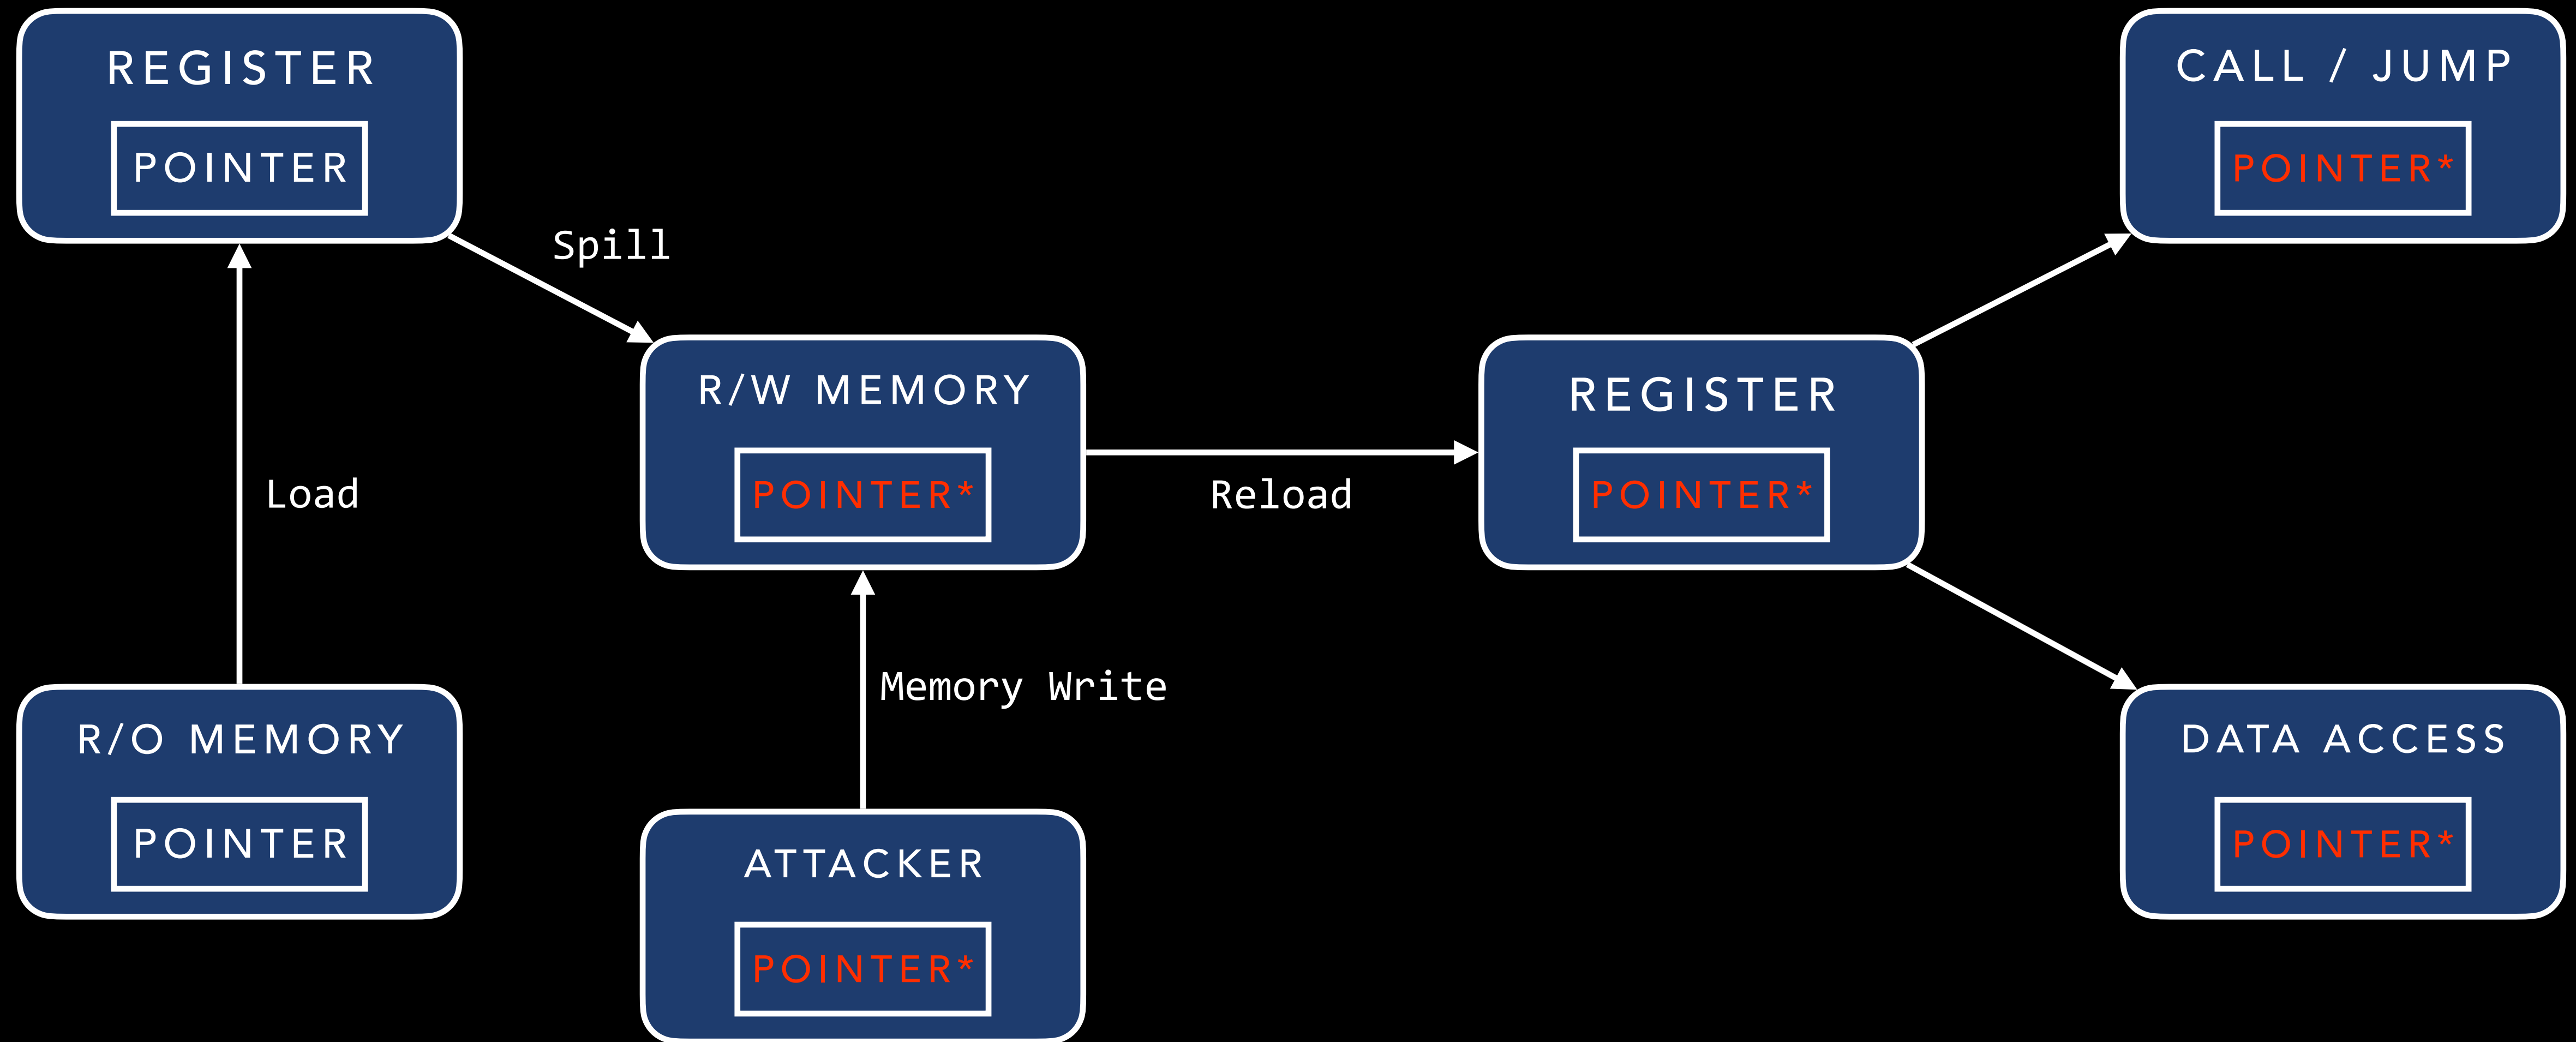 REGISTER
POINTER
CALL / JUMP
POINTER*
Spill
R/W MEMORY
POINTER*
REGISTER
POINTER*
Load
Reload
Memory Write
R/O MEMORY
POINTER
DATA ACCESS
POINTER*
ATTACKER
POINTER*